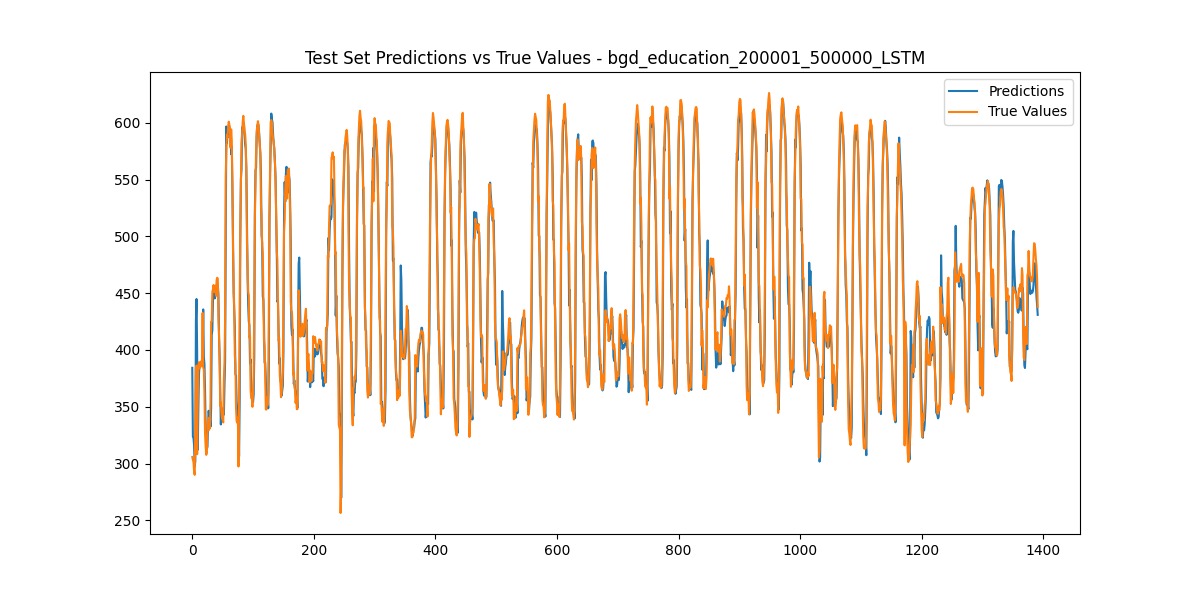 Test Set Predictions vs True Values - bgd_education_200001_500000_LSTM
Predictions
True Values
600
550
500
450
400
350
300
250
0 200 400 600 800 1000 1200 1400